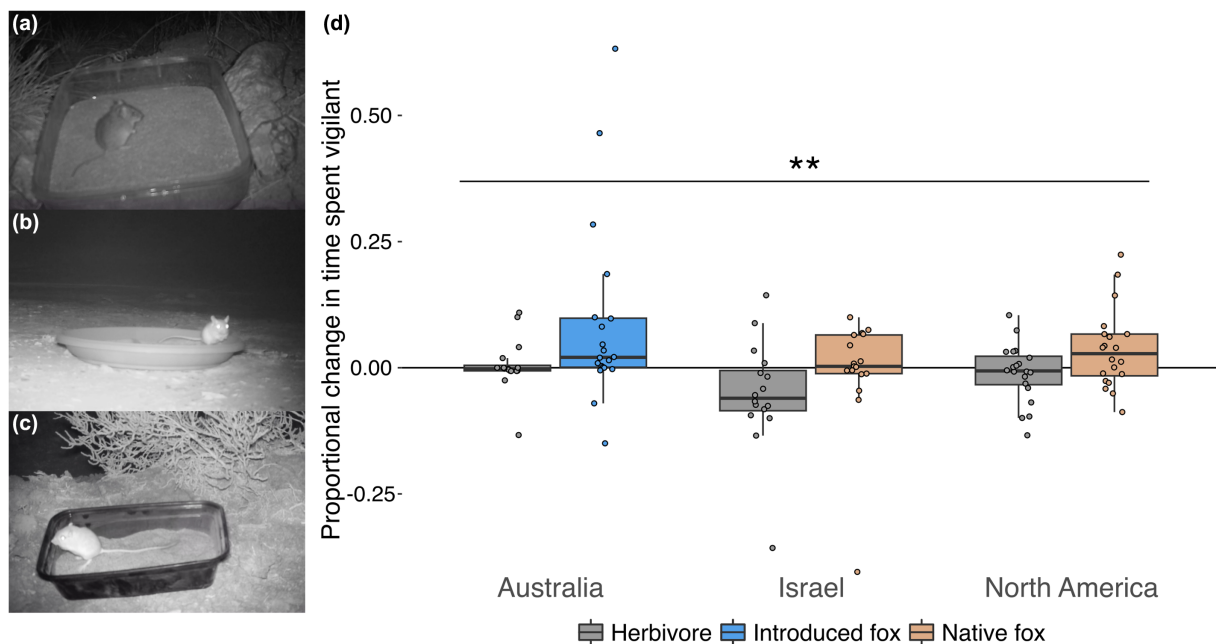 (a)
(b)
(c)
(d)
Proportional change in time spent vigilant
0.50
0.25
0.00
-0.25
**
Australia Israel North America
Herbivore Introduced fox Native fox